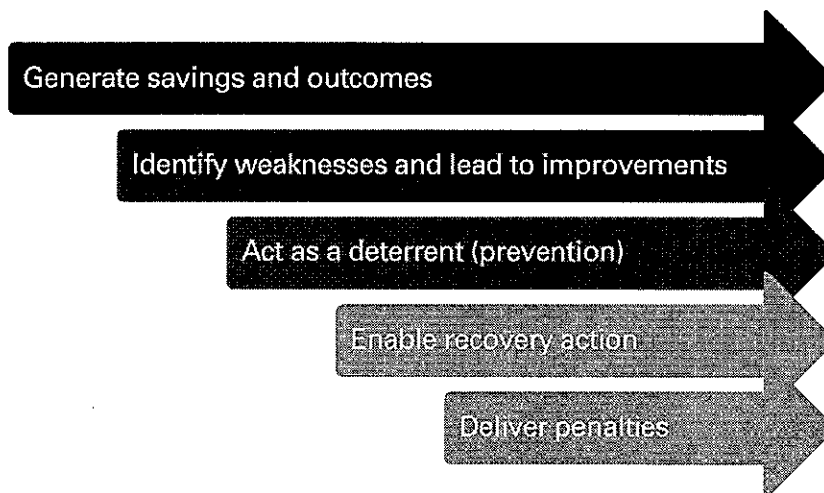 Generate savings and outcomes
Identify weaknesses and lead to improvements
Act as a deterrent (prevention)
Enable recovery action
Deliver penalties